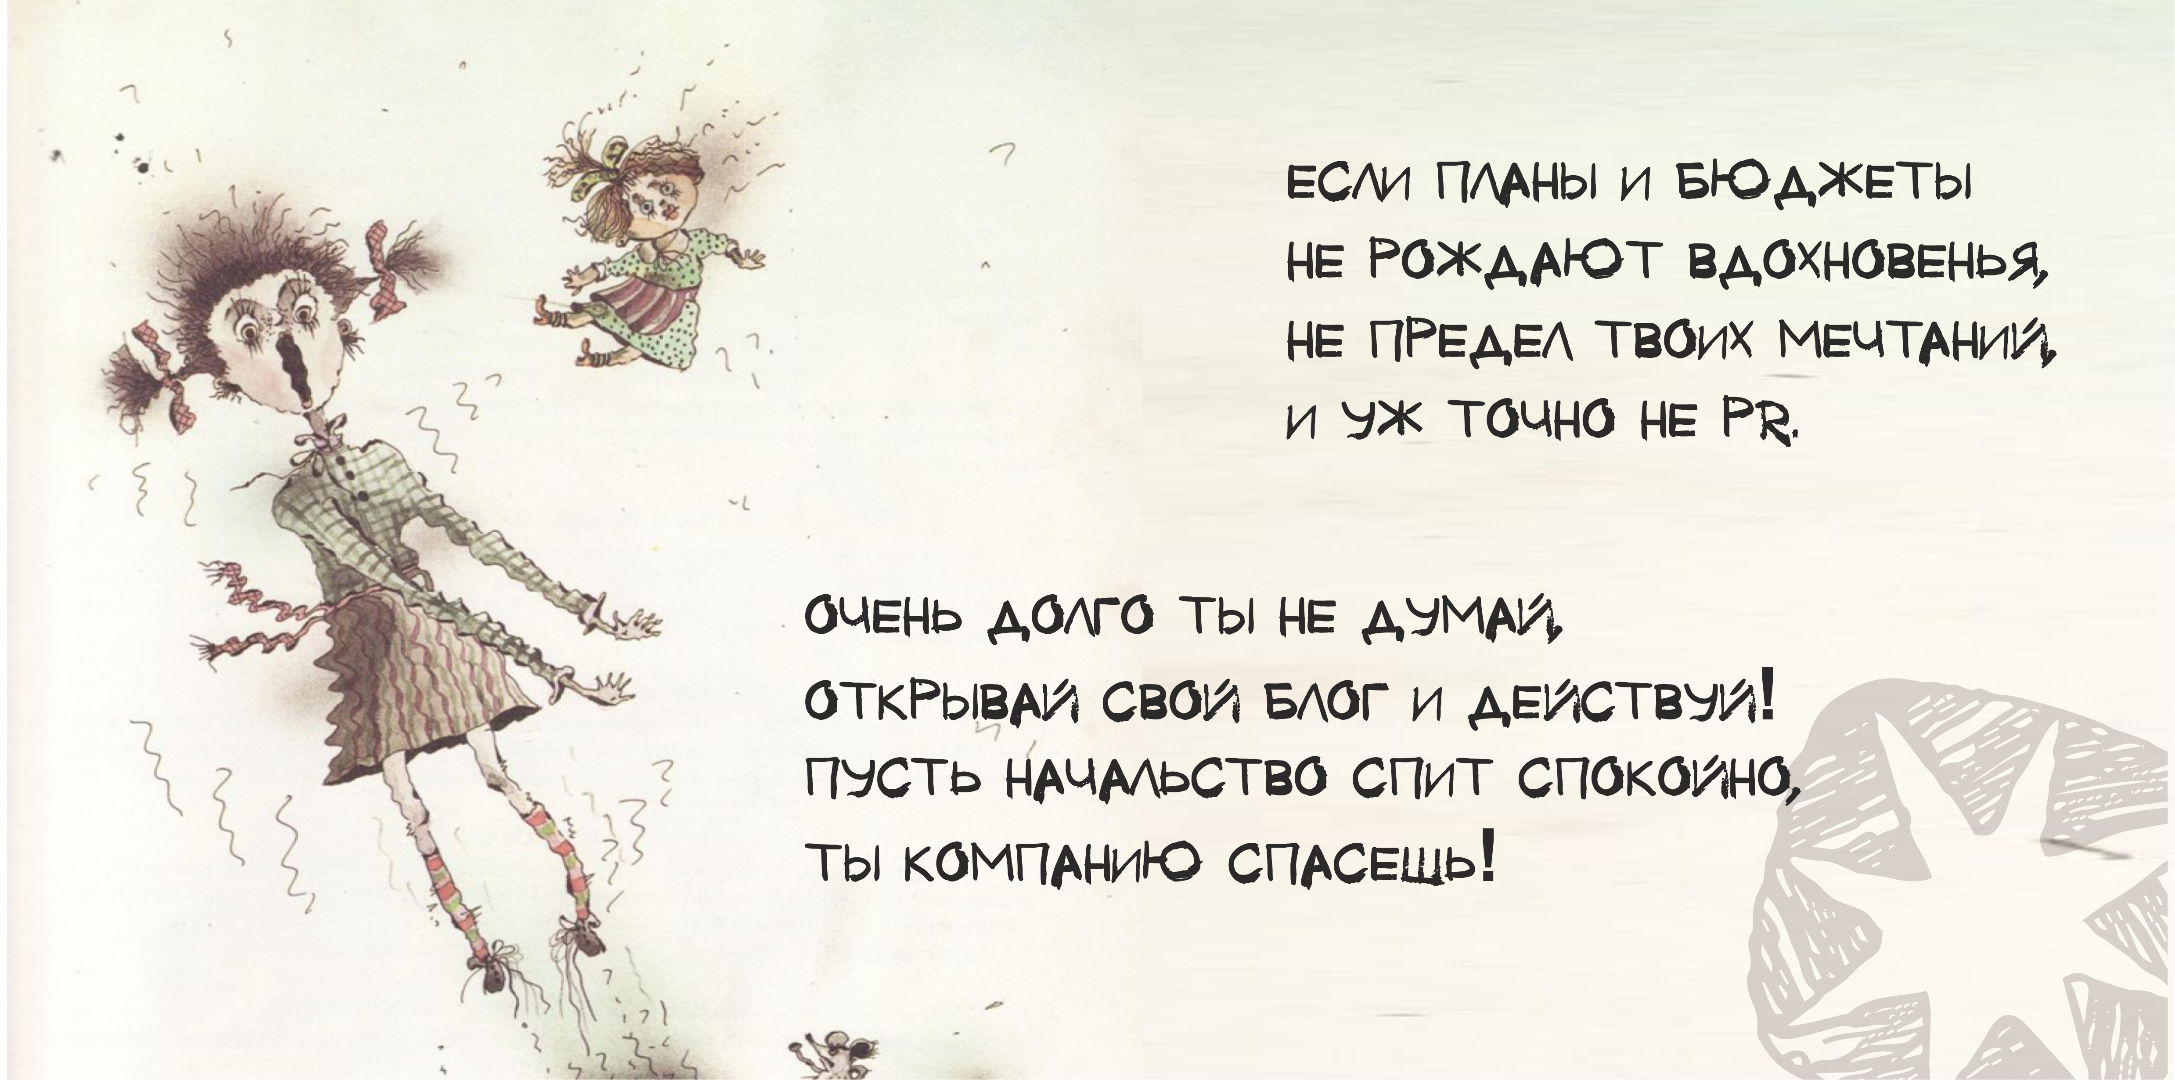 ЕСЛИ ПЛАНЫ И БЮДЖЕТЫ
НЕ РОЖДАЮТ ВДОХНОВЕНЬЯ,
НЕ ПРЕДЕЛ ТВОИХ МЕЧТАНИЙ,
И УЖ ТОЧНО НЕ PR.
ОЧЕНЬ ДОЛГО ТЫ НЕ ДУМАЙ,
ОТКРЫВАЙ СВОЙ БЛОГ И ДЕЙСТВУЙ!
ПУСТЬ НАЧАЛЬСТВО СПИТ СПОКОЙНО,
ТЫ КОМПАНИЮ СПАСЕШЬ!